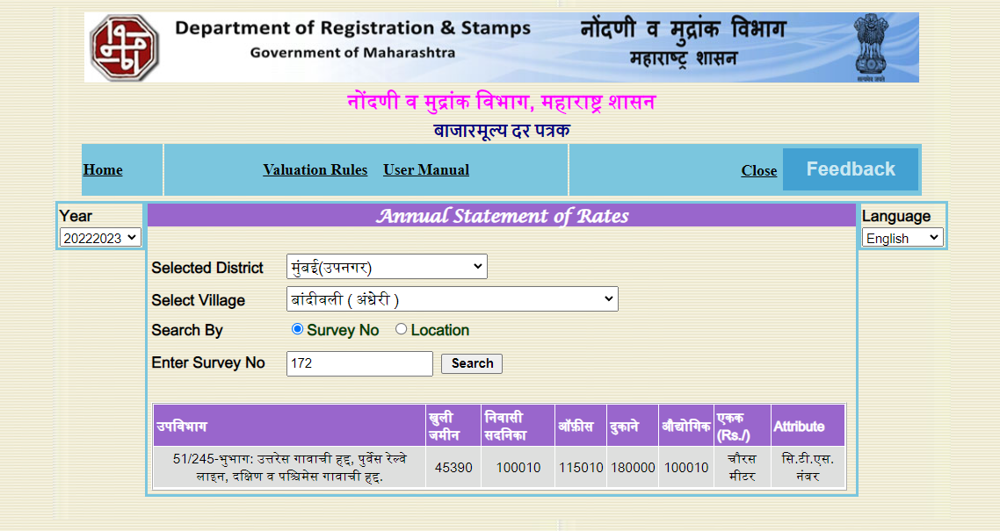 Department of Registration & Stamps
Government of Maharashtra
नोंदणी व मुद्रांक विभाग
महाराष्ट्र शासन
सत्यमेव जयते
नोंदणी व मुद्रांक विभाग, महाराष्ट्र शासन
बाजारमूल्य दर पत्रक
Home Valuation Rules User Manual Close Feedback
Year
20222023
Annual Statement of Rates
Language
English
Selected District मुंबई(उपनगर)
Select Village बांदीवली ( अंधेरी )
Search By Survey No Location
Enter Survey No 172 Search
उपविभाग खुली जमीन निवासी सदनिका ऑफ़ीस दुकाने औद्योगिक एकक (Rs./) Attribute
51/245-भुभाग: उत्तरेस गावाची हद्द, पुर्वेस रेल्वे लाइन, दक्षिण व पश्चिमेस गावाची हद्द. 45390 100010 115010 180000 100010 चौरस मीटर सि.टी.एस. नंबर